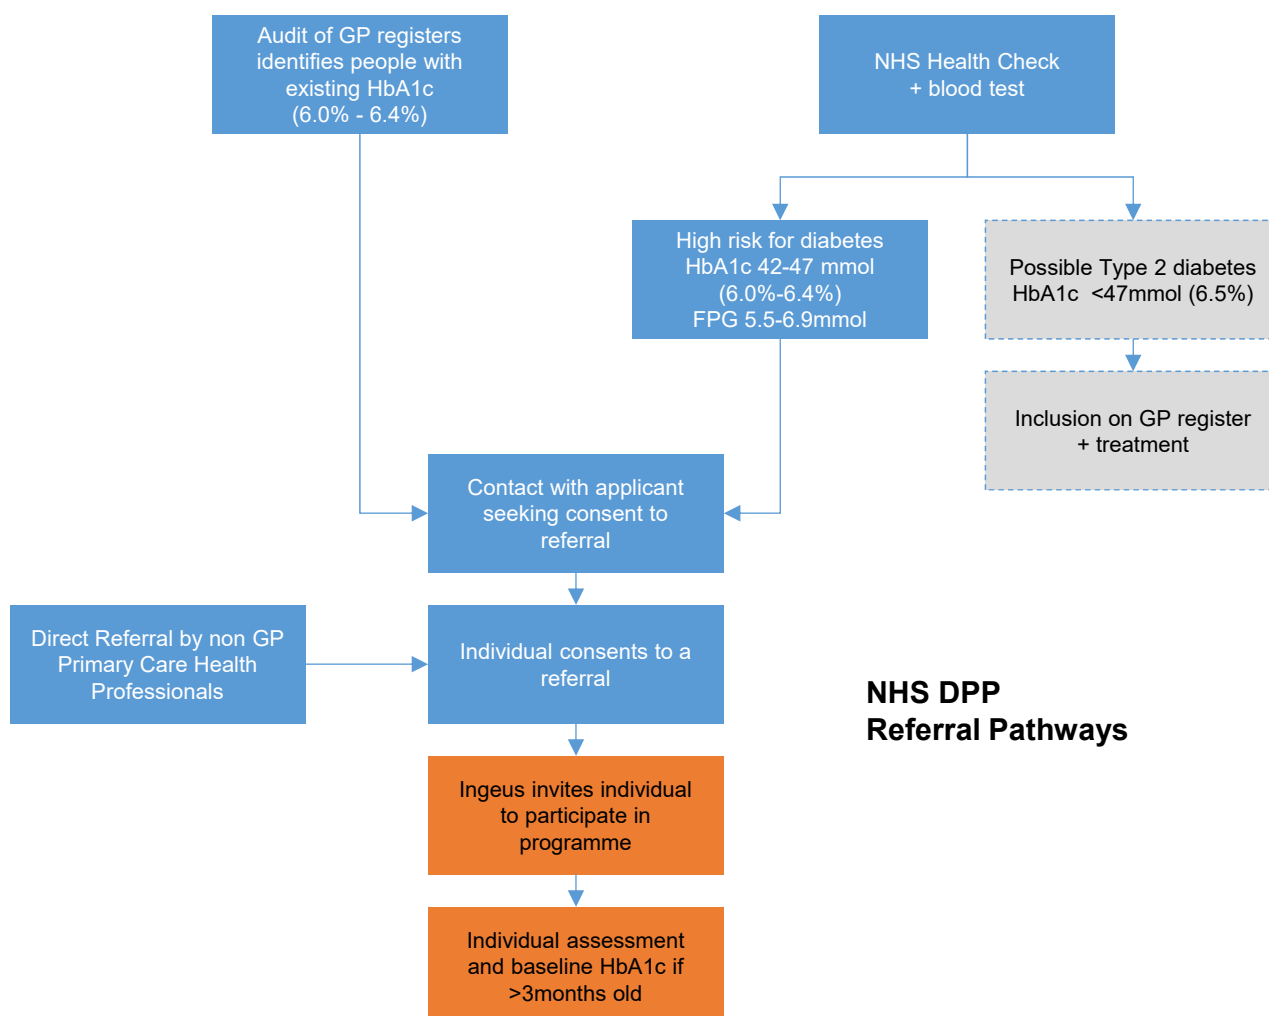 Audit of GP registers
identifies people with
existing HbA1c
(6.0% - 6.4%)
NHS Health Check
+ blood test
High risk for diabetes
HbA1c 42-47 mmol
(6.0%-6.4%)
FPG 5.5-6.9mmol
Possible Type 2 diabetes
HbA1c <47mmol (6.5%)
Inclusion on GP register
+ treatment
Contact with applicant
seeking consent to
referral
Direct Referral by non GP
Primary Care Health
Professionals
Individual consents to a
referral
NHS DPP
Referral Pathways
Ingeus invites individual
to participate in
programme
Individual assessment
and baseline HbA1c if
>3months old